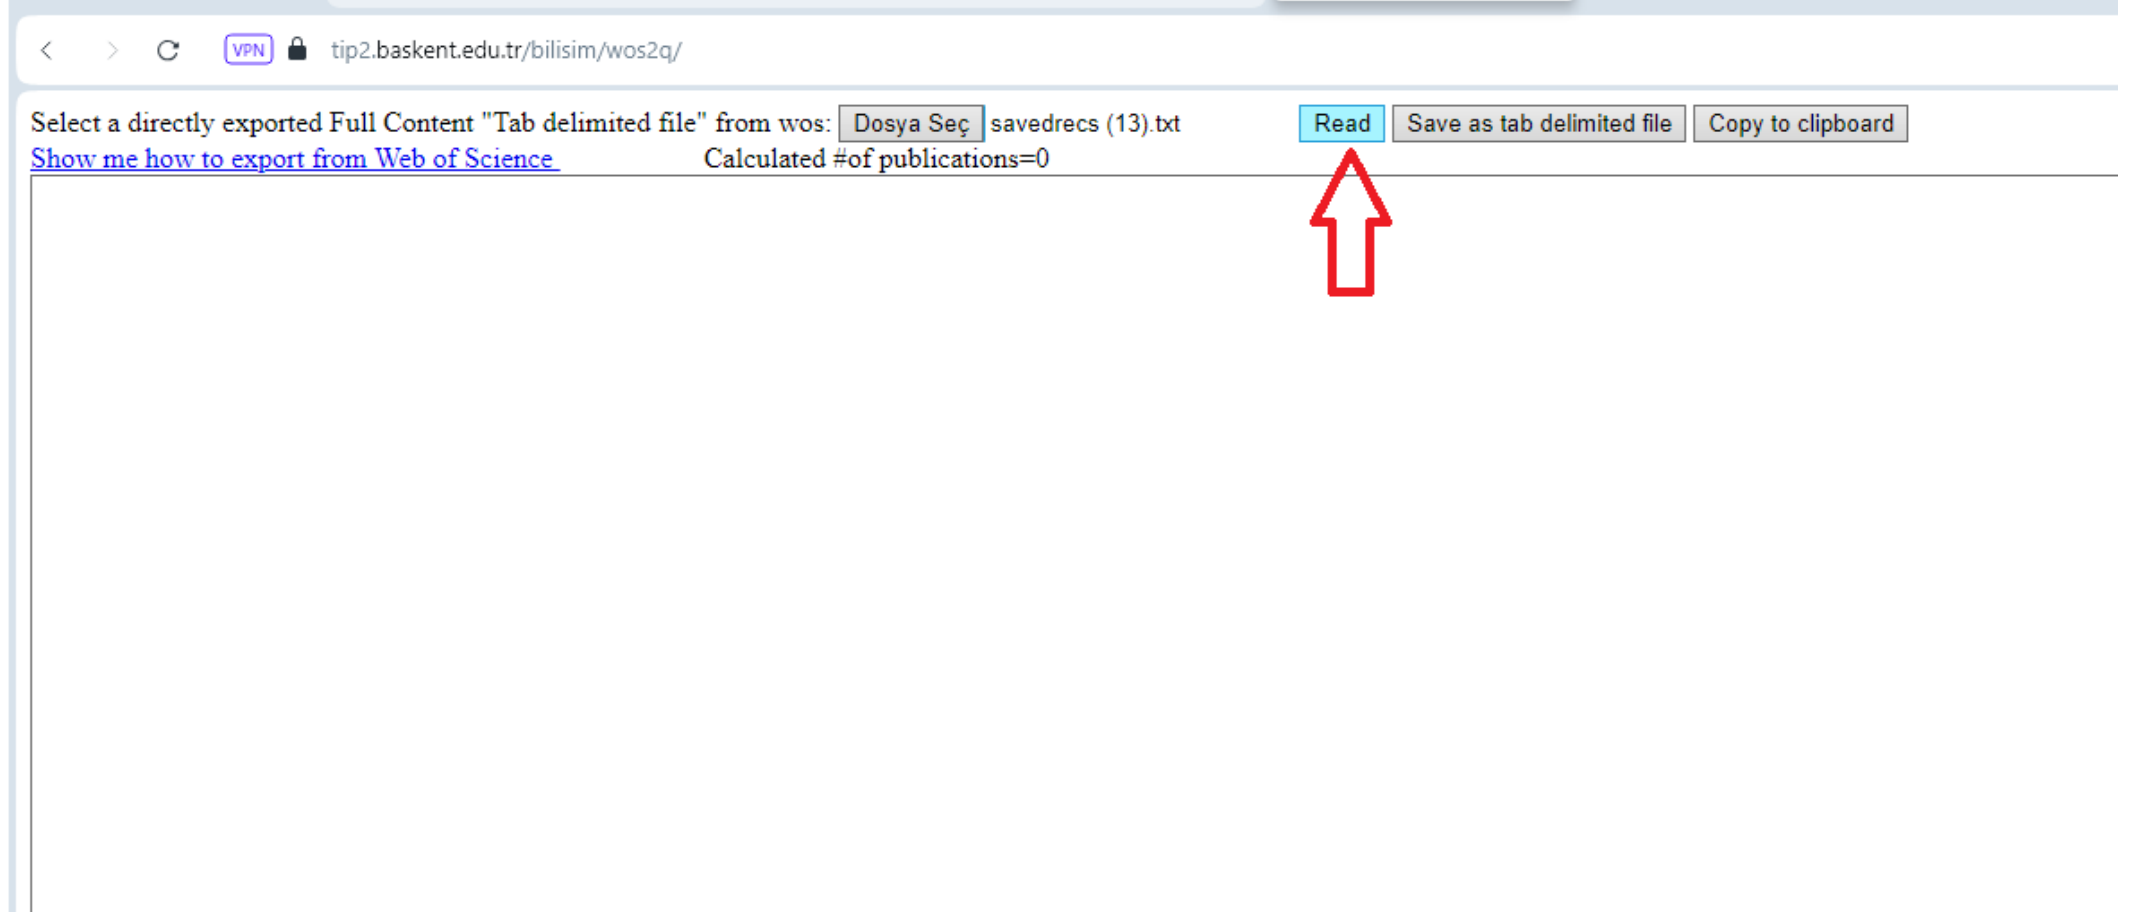 VPN tip2.baskent.edu.tr/bilisim/wos2q/
Select a directly exported Full Content "Tab delimited file" from wos: Dosya Seç savedrecs (13).txt Read Save as tab delimited file Copy to clipboard
Show me how to export from Web of Science Calculated #of publications=0